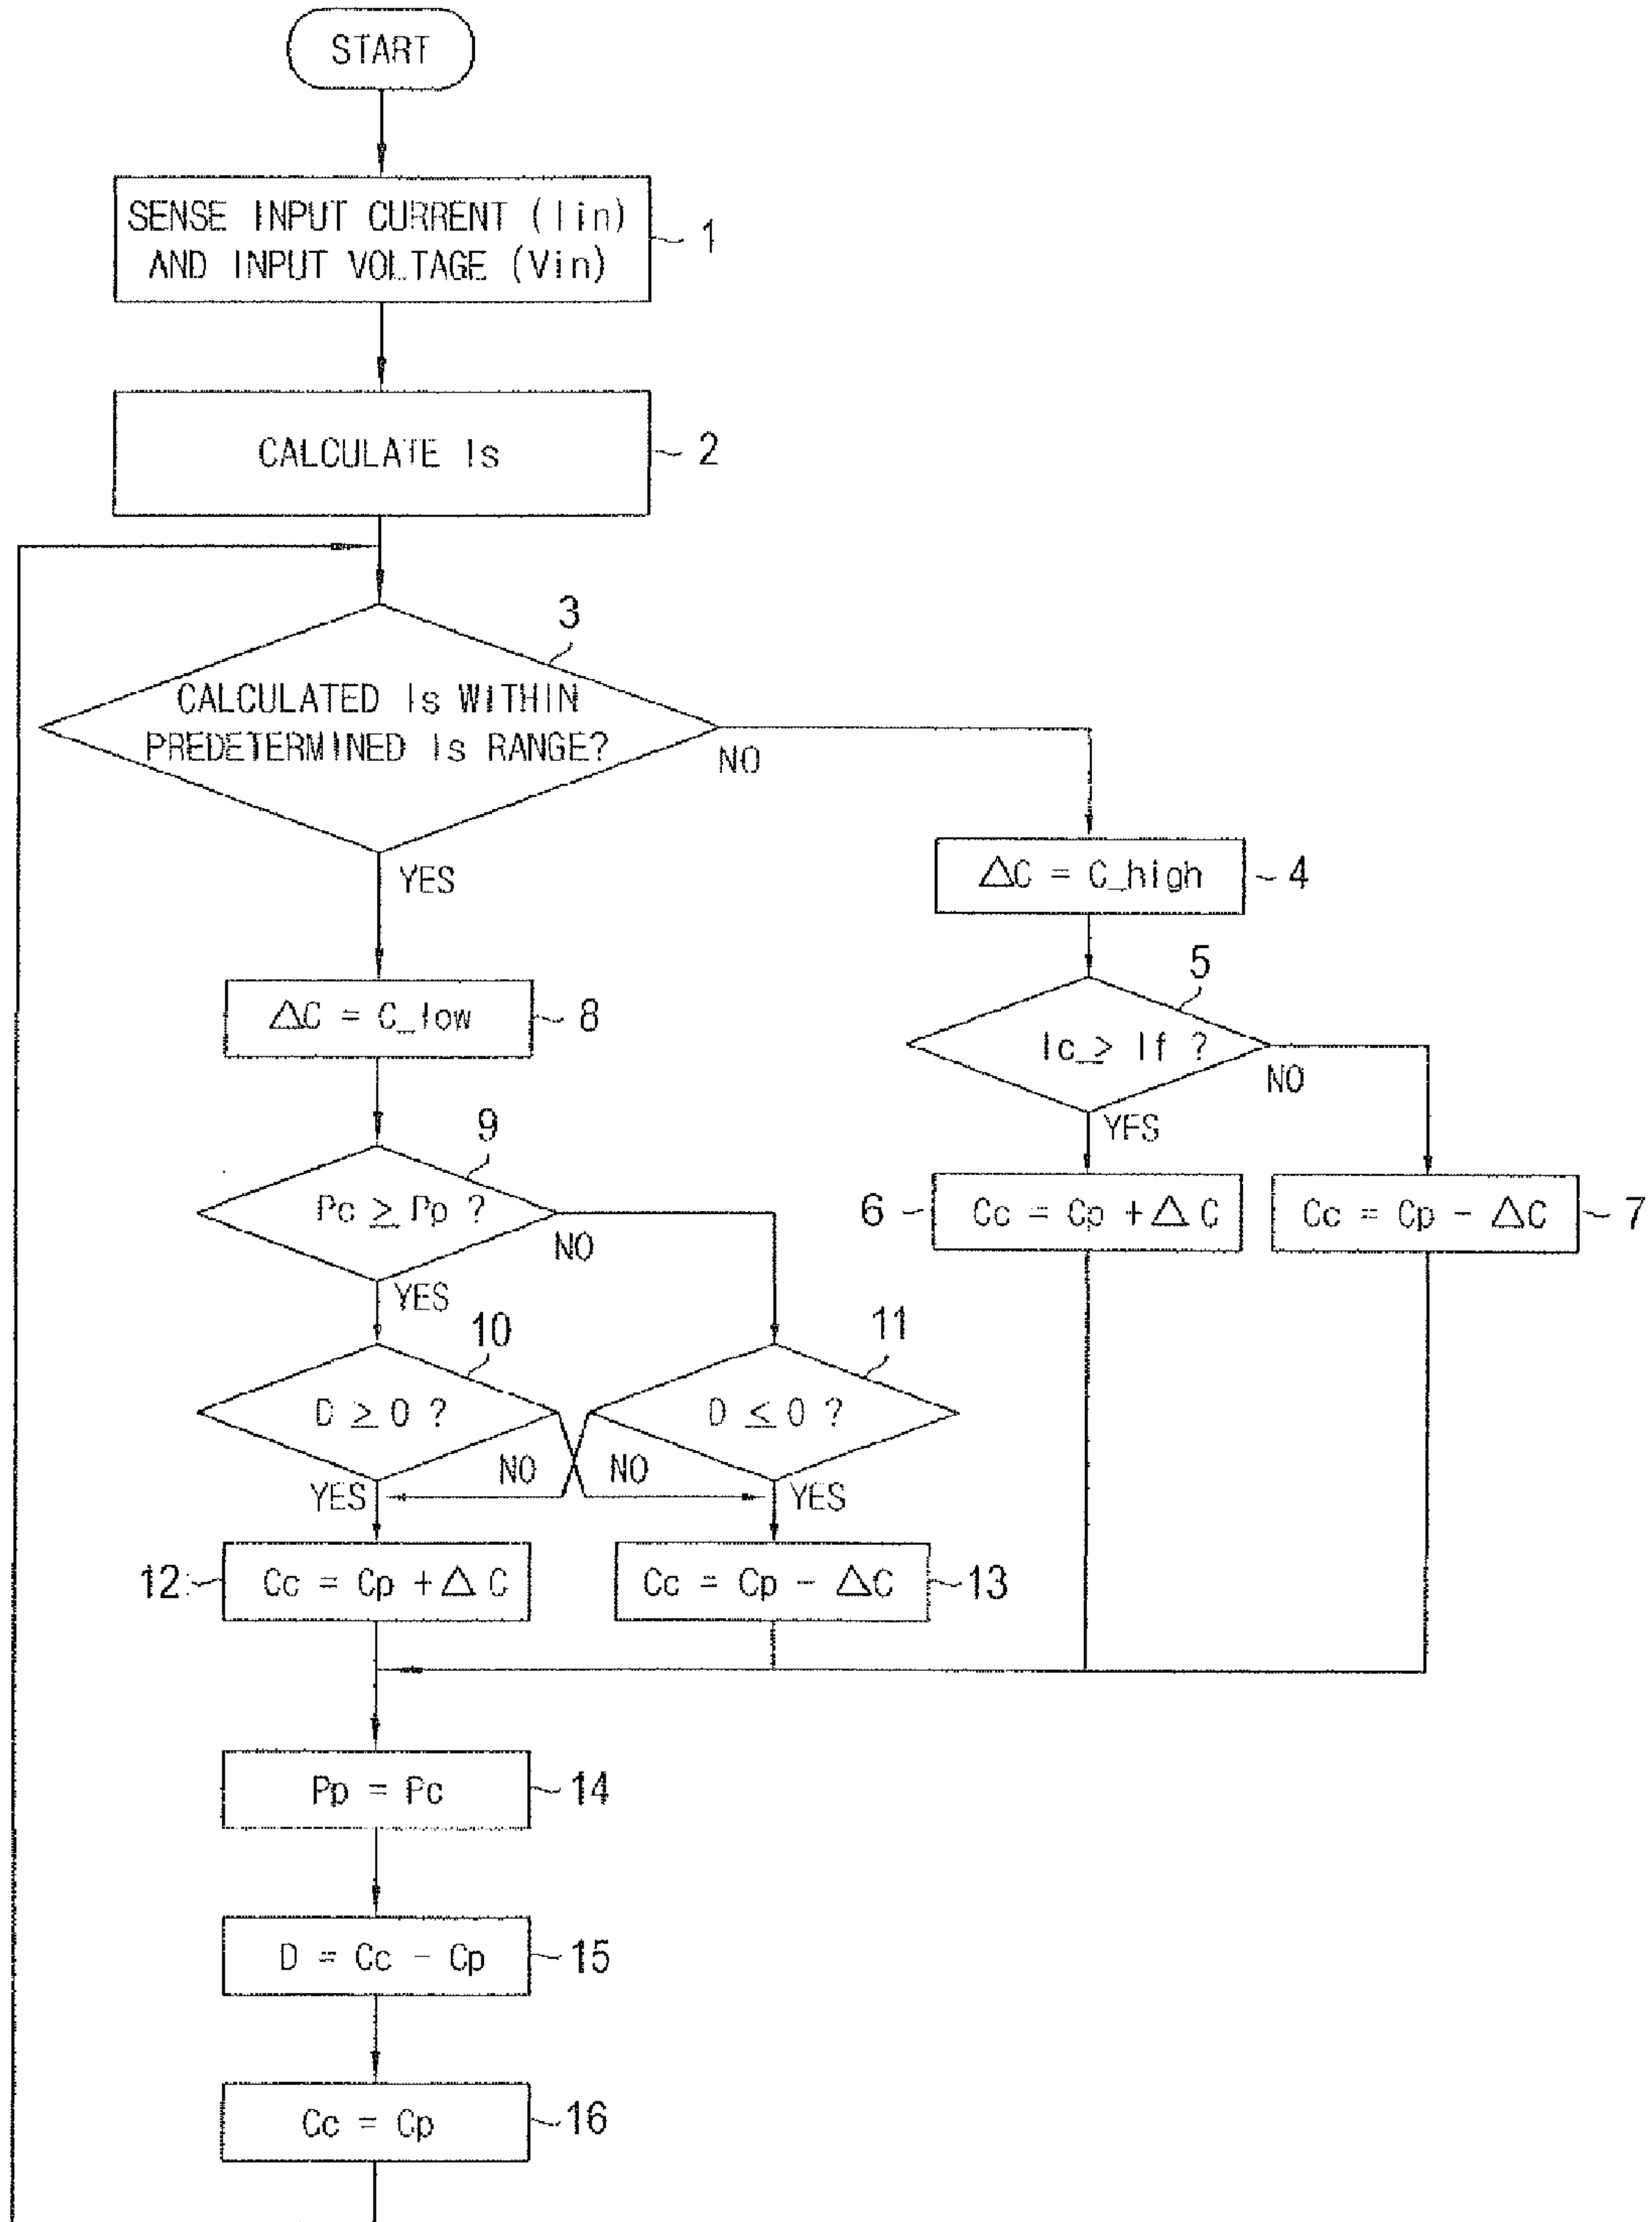 START
SENSE INPUT CURRENT (Iin)
AND INPUT VOLTAGE (Vin)
1
CALCULATE Is
2
3
CALCULATED Is WITHIN
PREDETERMINED Is RANGE?
NO
YES
ΔC = C_high
4
5
Ic ≥ If ?
NO
YES
ΔC = C_low
8
9
Pc ≥ Pp ?
NO
YES
6
Cc = Cp + ΔC
Cc = Cp - ΔC
7
10
11
D ≥ 0 ?
D ≤ 0 ?
NO
NO
YES
YES
12
Cc = Cp + ΔC
Cc = Cp - ΔC
13
Pp = Pc
14
D = Cc - Cp
15
Cc = Cp
16